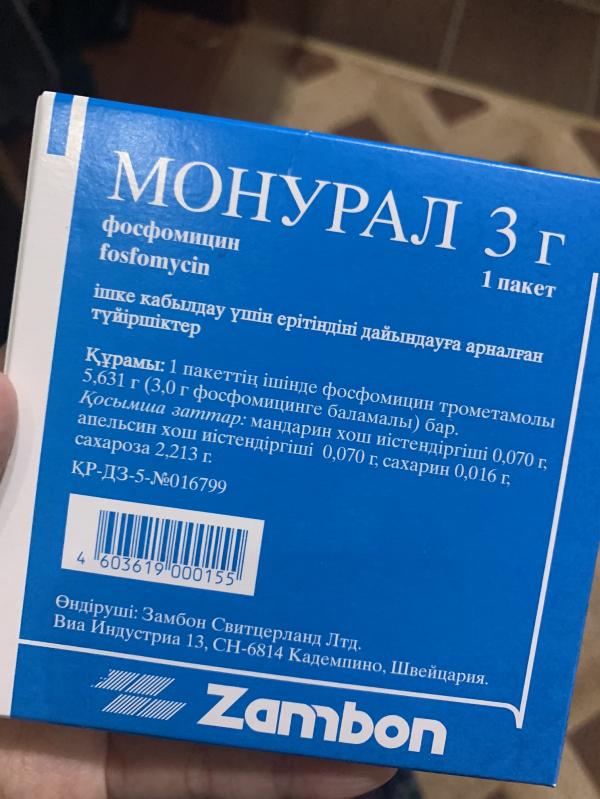 МОНУРАЛ 3 г
фосфомицин
fosfomycin
1 пакет
ішке қабылдау үшін ерітіндіні дайындауға арналған
түйіршіктер
Құрамы: 1 пакеттің ішінде фосфомицин трометамолы
5,631 г (3,0 г фосфомицинге баламалы) бар.
Қосымша заттар: мандарин хош иістендіргіші 0,070 г,
апельсин хош иістендіргіші 0,070 г, сахарин 0,016 г,
сахароза 2,213 г.
ҚР-ДЗ-5-№016799
4 603619 000155
Өндіруші: Замбон Свитцерланд Лтд.
Виа Индустриа 13, CH-6814 Кадемпино, Швейцария.
Zambon